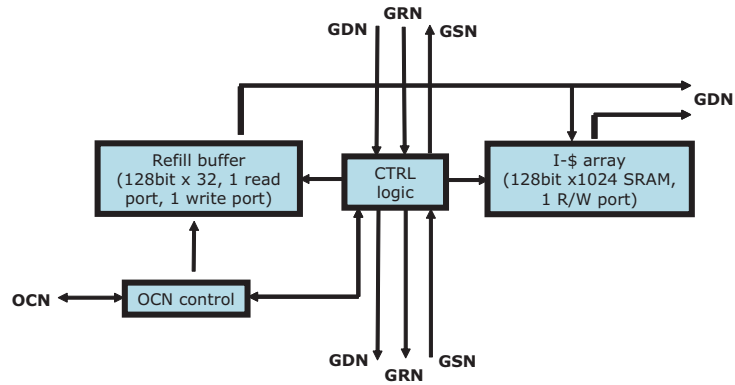 GRN
GDN
GSN
GDN
Refill buffer
(128bit x 32, 1 read
port, 1 write port)
CTRL
logic
I-$ array
(128bit x1024 SRAM,
1 R/W port)
OCN
OCN control
GDN
GRN
GSN